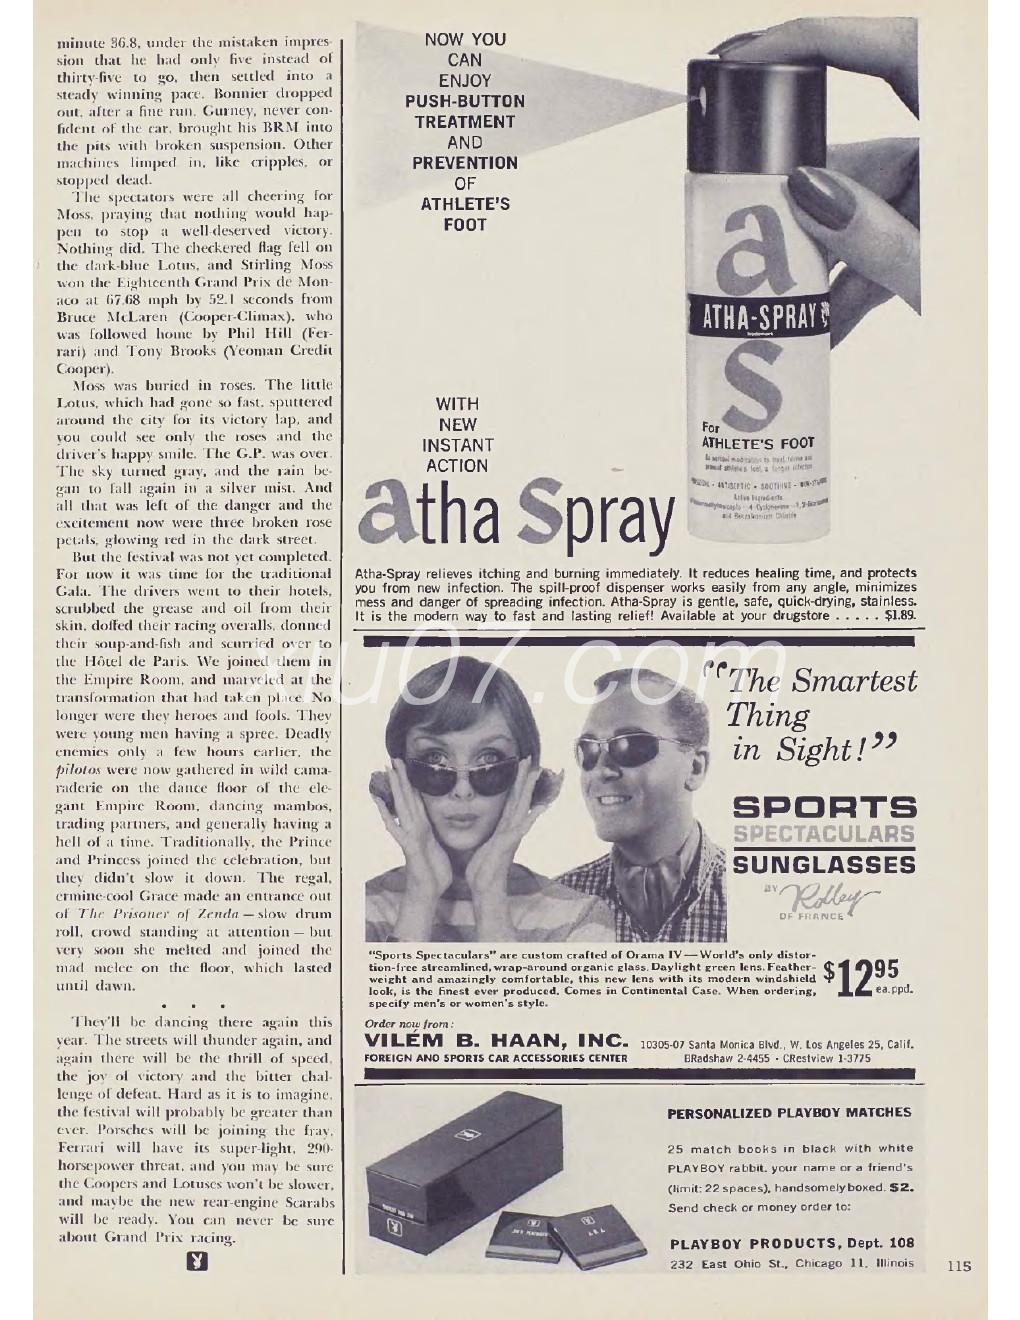 minute 36.8, under the mistaken impres-
sion that he had only five instead of
thirty-five to go, then settled into a
steady winning pace. Bonnier dropped
out, after a fine run. Gurney, never con-
fident of the car, brought his BRM into
the pits with broken suspension. Other
machines limped in, like cripples, or
stopped dead.
The spectators were all cheering for
Moss, praying that nothing would hap-
pen to stop a well-deserved victory.
Nothing did. The checkered flag fell on
the dark-blue Lotus, and Stirling Moss
won the Eighteenth Grand Prix de Mon-
aco at 67.68 mph by 52.1 seconds from
Bruce McLaren (Cooper-Climax), who
was followed home by Phil Hill (Fer-
rari) and Tony Brooks (Yeoman Credit
Cooper).
Moss was buried in roses. The little
Lotus, which had gone so fast, sputtered
around the city for its victory lap, and
you could see only the roses and the
driver's happy smile. The G.P. was over.
The sky turned gray, and the rain be-
gan to fall again in a silver mist. And
all that was left of the danger and the
excitement now were three broken rose
petals, glowing red in the dark street.
But the festival was not yet completed.
For now it was time for the traditional
Gala. The drivers went to their hotels,
scrubbed the grease and oil from their
skin, doffed their racing overalls, donned
their soup-and-fish and scurried over to
the Hôtel de Paris. We joined them in
the Empire Room, and marveled at the
transformation that had taken place. No
longer were they heroes and fools. They
were young men having a spree. Deadly
enemies only a few hours earlier, the
pilotos were now gathered in wild cama-
raderie on the dance floor of the ele-
gant Empire Room, dancing mambos,
trading partners, and generally having a
hell of a time. Traditionally, the Prince
and Princess joined the celebration, but
they didn't slow it down. The regal,
ermine-cool Grace made an entrance out
of The Prisoner of Zenda — slow drum
roll, crowd standing at attention — but
very soon she melted and joined the
mad melee on the floor, which lasted
until dawn.
• • •
They'll be dancing there again this
year. The streets will thunder again, and
again there will be the thrill of speed,
the joy of victory and the bitter chal-
lenge of defeat. Hard as it is to imagine,
the festival will probably be greater than
ever. Porsches will be joining the fray,
Ferrari will have its super-light, 290-
horsepower threat, and you may be sure
the Coopers and Lotuses won't be slower,
and maybe the new rear-engine Scarabs
will be ready. You can never be sure
about Grand Prix racing.
NOW YOU
CAN
ENJOY
PUSH-BUTTON
TREATMENT
AND
PREVENTION
OF
ATHLETE'S
FOOT
WITH
NEW
INSTANT
ACTION
atha Spray
a
ATHA-SPRAY
S
For
ATHLETE'S FOOT
ANTISEPTIC • SOOTHING
Active Ingredients
and Benzalkonium Chloride
Atha-Spray relieves itching and burning immediately. It reduces healing time, and protects
you from new infection. The spill-proof dispenser works easily from any angle, minimizes
mess and danger of spreading infection. Atha-Spray is gentle, safe, quick-drying, stainless.
It is the modern way to fast and lasting relief! Available at your drugstore . . . . . $1.89.
xiu07.com
"The Smartest
Thing
in Sight!"
SPORTS
SPECTACULARS
SUNGLASSES
BY Rolley
OF FRANCE
"Sports Spectaculars" are custom crafted of Orama IV—World's only distor-
tion-free streamlined, wrap-around organic glass. Daylight green lens. Feather-
weight and amazingly comfortable, this new lens with its modern windshield
look, is the finest ever produced. Comes in Continental Case. When ordering,
specify men's or women's style.
$12.95
ea. ppd.
Order now from:
VILÉM B. HAAN, INC.
FOREIGN AND SPORTS CAR ACCESSORIES CENTER
10305-07 Santa Monica Blvd., W. Los Angeles 25, Calif.
BRadshaw 2-4455 • CRestview 1-3775
PERSONALIZED PLAYBOY MATCHES
25 match books in black with white
PLAYBOY rabbit, your name or a friend's
(limit: 22 spaces), handsomely boxed. $2.
Send check or money order to:
PLAYBOY PRODUCTS, Dept. 108
232 East Ohio St., Chicago 11, Illinois
115